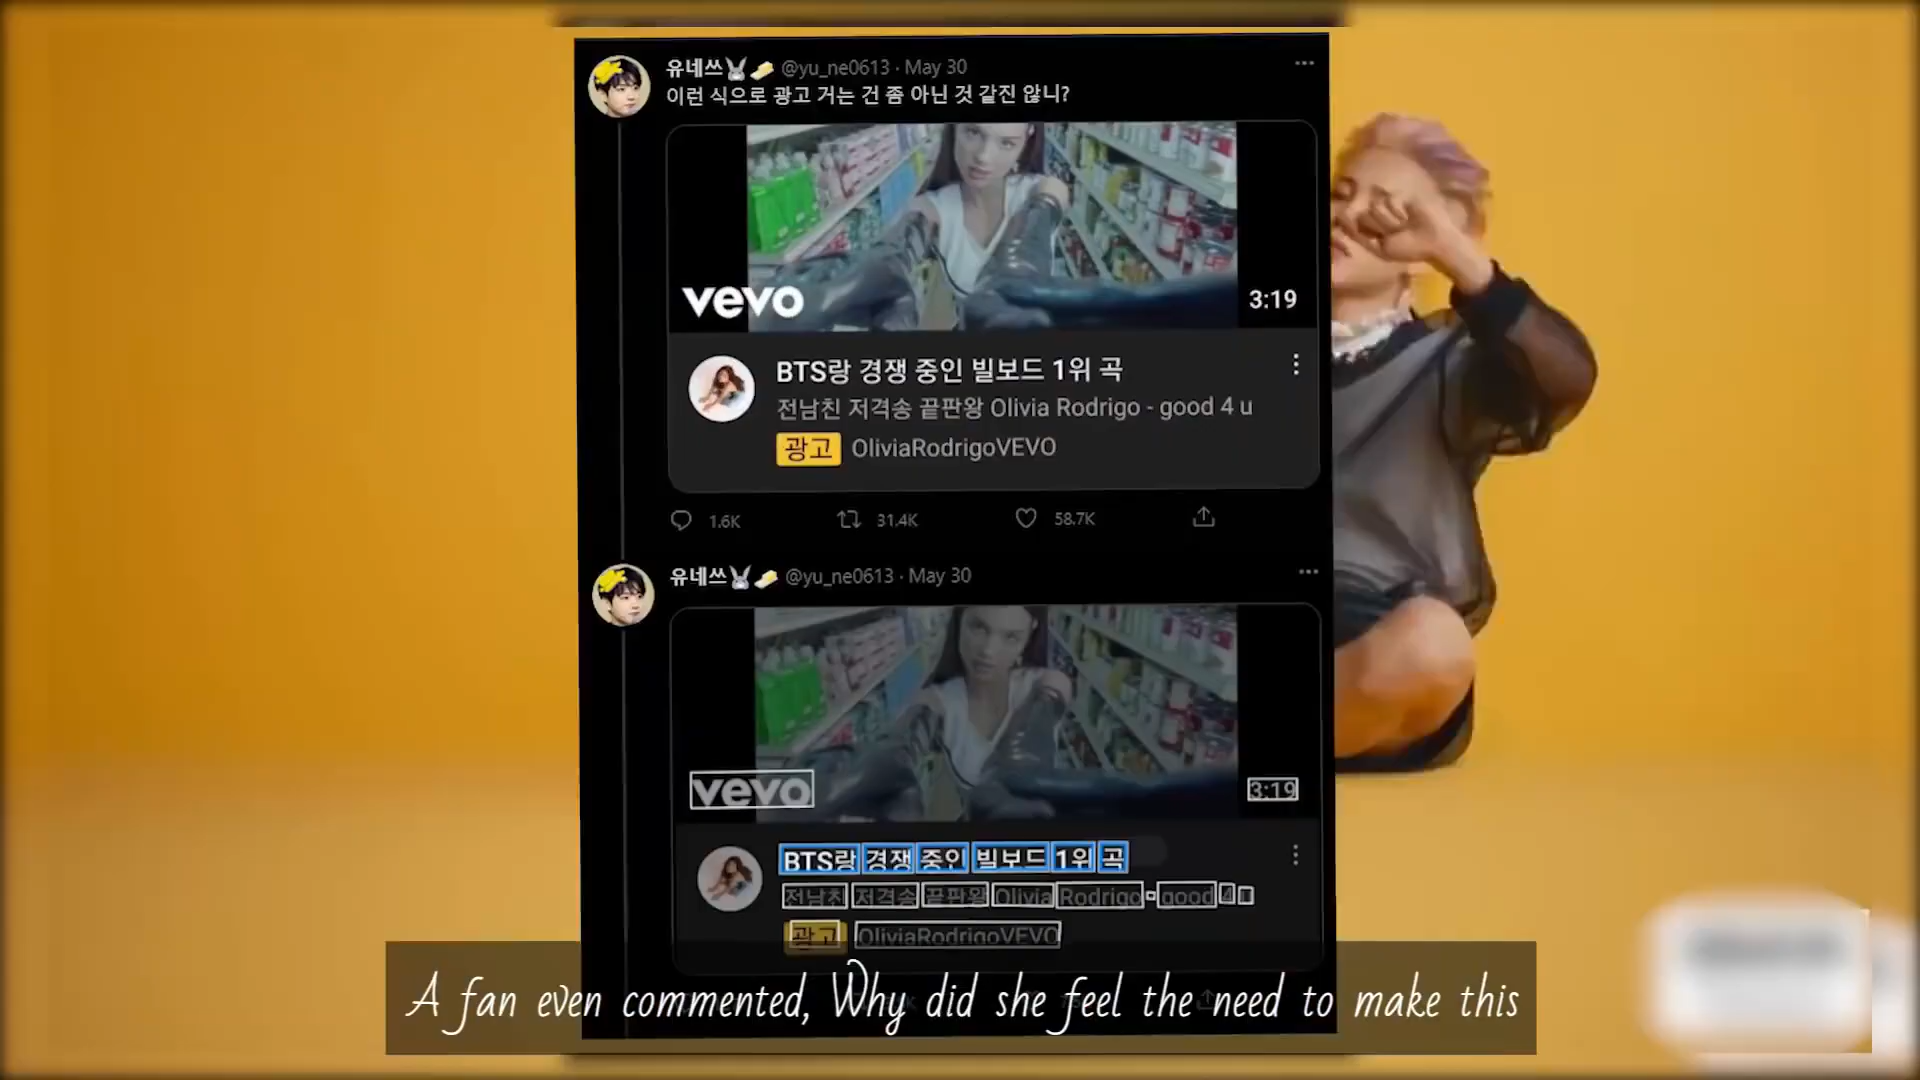 유네쓰🐰🧈 @yu_ne0613 · May 30
이런 식으로 광고 거는 건 좀 아닌 것 같진 않니?
vevo
3:19
BTS랑 경쟁 중인 빌보드 1위 곡
전남친 저격송 끝판왕 Olivia Rodrigo - good 4 u
광고 OliviaRodrigoVEVO
1.6K 31.4K 58.7K
유네쓰🐰🧈 @yu_ne0613 · May 30
vevo
3:19
BTS랑 경쟁 중인 빌보드 1위 곡
전남친 저격송 끝판왕 Olivia Rodrigo - good 4 u
광고 OliviaRodrigoVEVO
A fan even commented, Why did she feel the need to make this